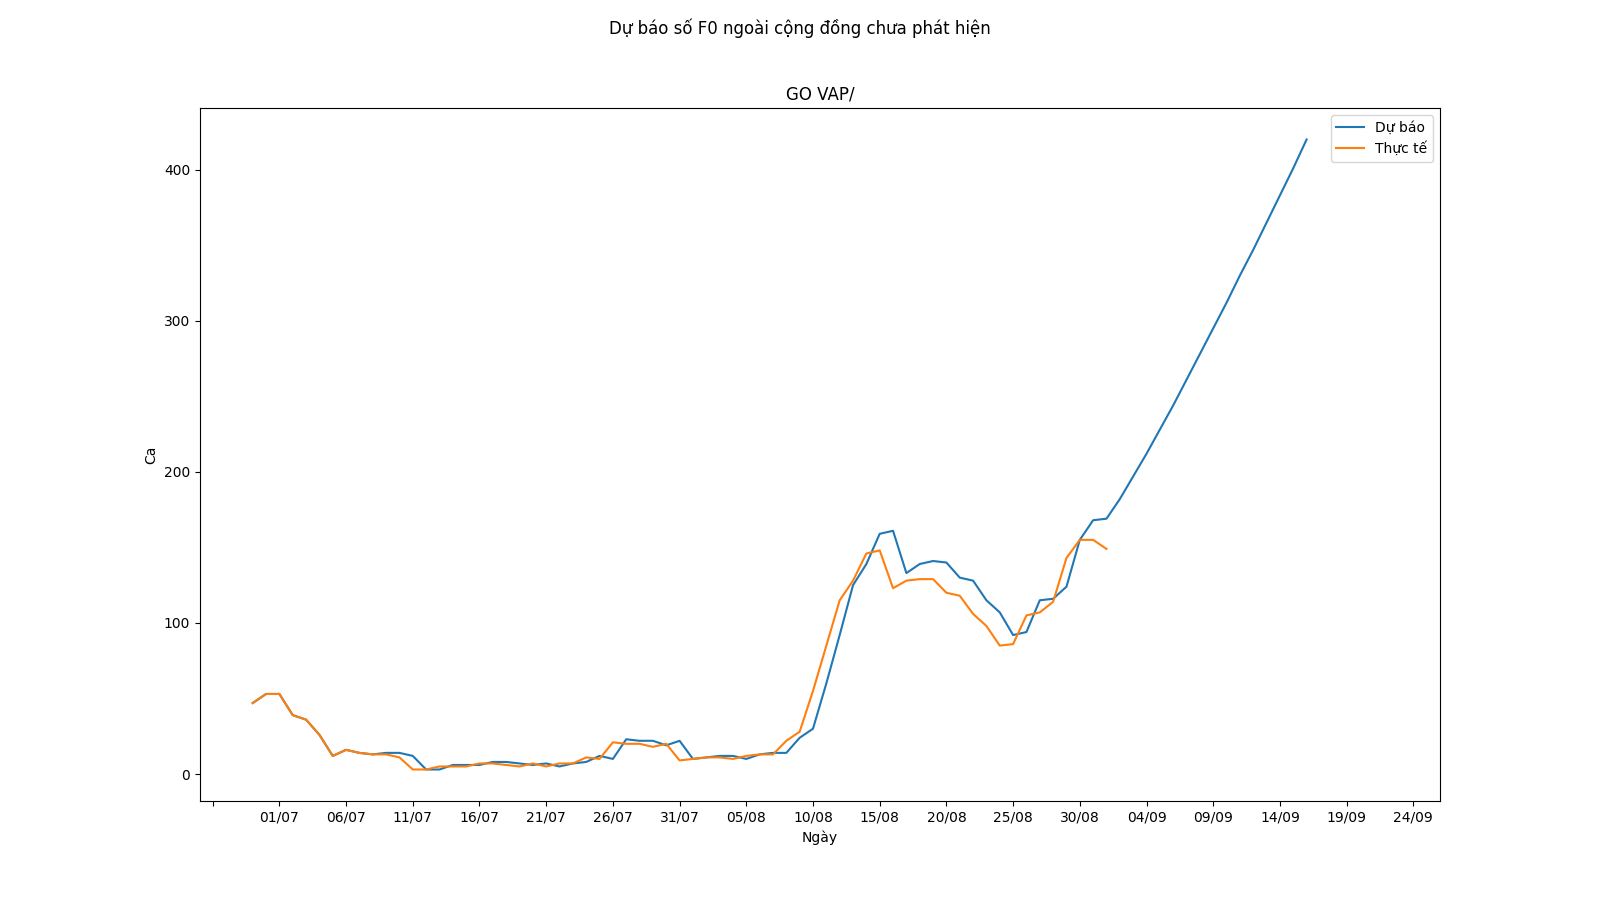 Dự báo số F0 ngoài cộng đồng chưa phát hiện
GO VAP/
Dự báo
Thực tế
400
300
200
100
0
Ca
01/07 06/07 11/07 16/07 21/07 26/07 31/07 05/08 10/08 15/08 20/08 25/08 30/08 04/09 09/09 14/09 19/09 24/09
Ngày